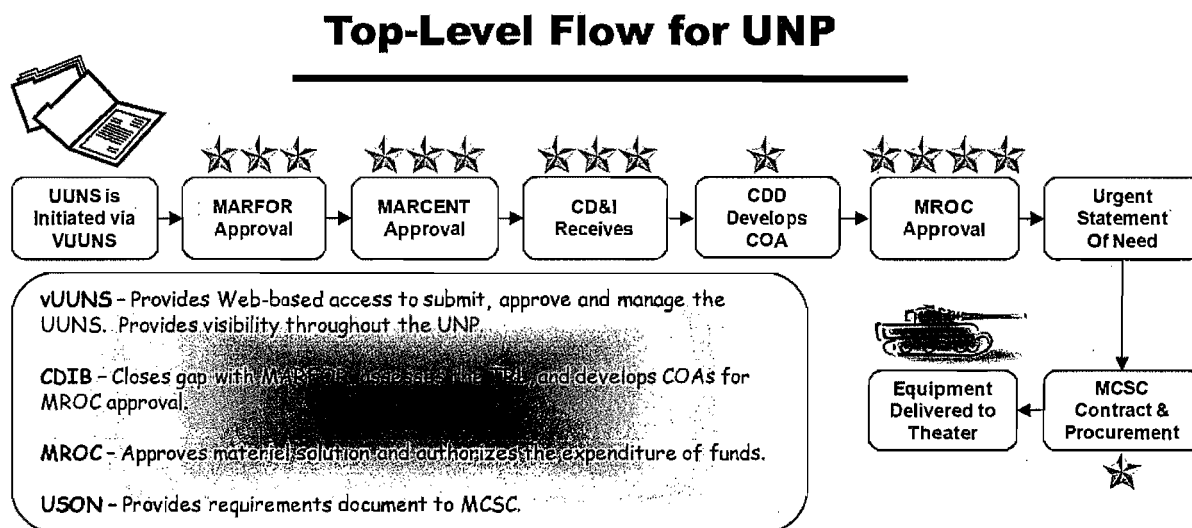 Top-Level Flow for UNP
UUNS is
Initiated via
VUUNS
MARFOR
Approval
MARCENT
Approval
CD&I
Receives
CDD
Develops
COA
MROC
Approval
Urgent
Statement
Of Need
vUUNS – Provides Web-based access to submit, approve and manage the
UUNS. Provides visibility throughout the UNP.
CDIB – Closes gap with assesses and develops COAs for
MROC approval.
MROC – Approves materiel solution and authorizes the expenditure of funds.
USON – Provides requirements document to MCSC.
Equipment
Delivered to
Theater
MCSC
Contract &
Procurement